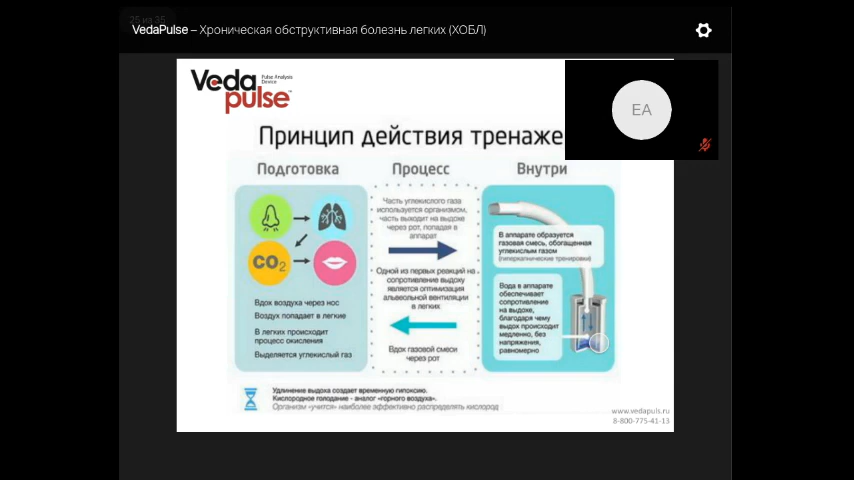 25 из 35
VedaPulse – Хроническая обструктивная болезнь легких (ХОБЛ)
Veda
pulse™
Pulse Analysis
Device
EA
Принцип действия тренаже
Подготовка
Процесс
Внутри
CO2
Вдох воздуха через нос
Воздух попадает в легкие
В легких происходит
процесс окисления
Выделяется углекислый газ
Часть углекислого газа
используется организмом,
часть выходит на выдохе
через рот, попадая в
аппарат
Одной из первых реакций на
сопротивление выдоху
является оптимизация
альвеольной вентиляции
в легких
Вдох газовой смеси
через рот
В аппарате образуется
газовая смесь, обогащенная
углекислым газом
(гиперкапнические тренировки)
Вода в аппарате
обеспечивает
сопротивление
на выдохе,
благодаря чему
выдох происходит
медленно, без
напряжения,
равномерно
Удлинение выдоха создает временную гипоксию.
Кислородное голодание - аналог «горного воздуха».
Организм «учится» наиболее эффективно распределять кислород
www.vedapuls.ru
8-800-775-41-13